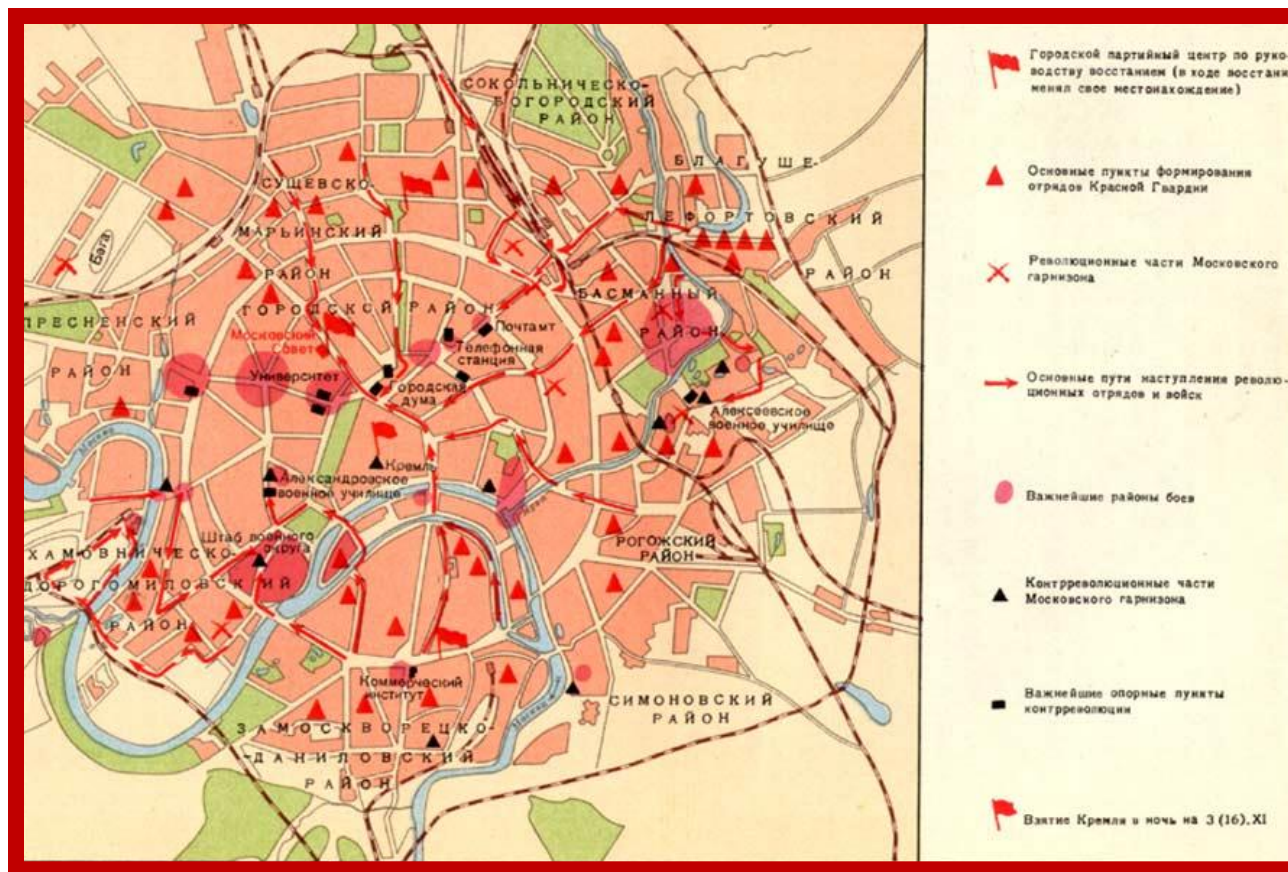 СОКОЛЬНИЧЕСКО-
БОГОРОДСКИЙ
РАЙОН
БЛАГУШЕ-
ЛЕФОРТОВСКИЙ
РАЙОН
СУЩЕВСКО-
МАРЬИНСКИЙ
РАЙОН
Бега
ГОРОДСКОЙ РАЙОН
БАСМАННЫЙ
РАЙОН
ПРЕСНЕНСКИЙ
РАЙОН
Московский
Совет
Почтамт
Телефонная
станция
Университет
Городская
дума
Алексеевское
военное училище
Кремль
Александровское
военное училище
Москва
Яуза
Штаб военного
округа
ХАМОВНИЧЕСКО-
ДОРОГОМИЛОВСКИЙ
РАЙОН
РОГОЖСКИЙ
РАЙОН
Коммерческий
институт
СИМОНОВСКИЙ
РАЙОН
ЗАМОСКВОРЕЦКО-
-ДАНИЛОВСКИЙ
РАЙОН
Городской партийный центр по руко-
водству восстанием (в ходе восстани
менял свое местонахождение)
Основные пункты формирования
отрядов Красной Гвардии
Революционные части Московского
гарнизона
Основные пути наступления револю-
ционных отрядов и войск
Важнейшие районы боев
Контрреволюционные части
Московского гарнизона
Важнейшие опорные пункты
контрреволюции
Взятие Кремля в ночь на 3 (16). XI